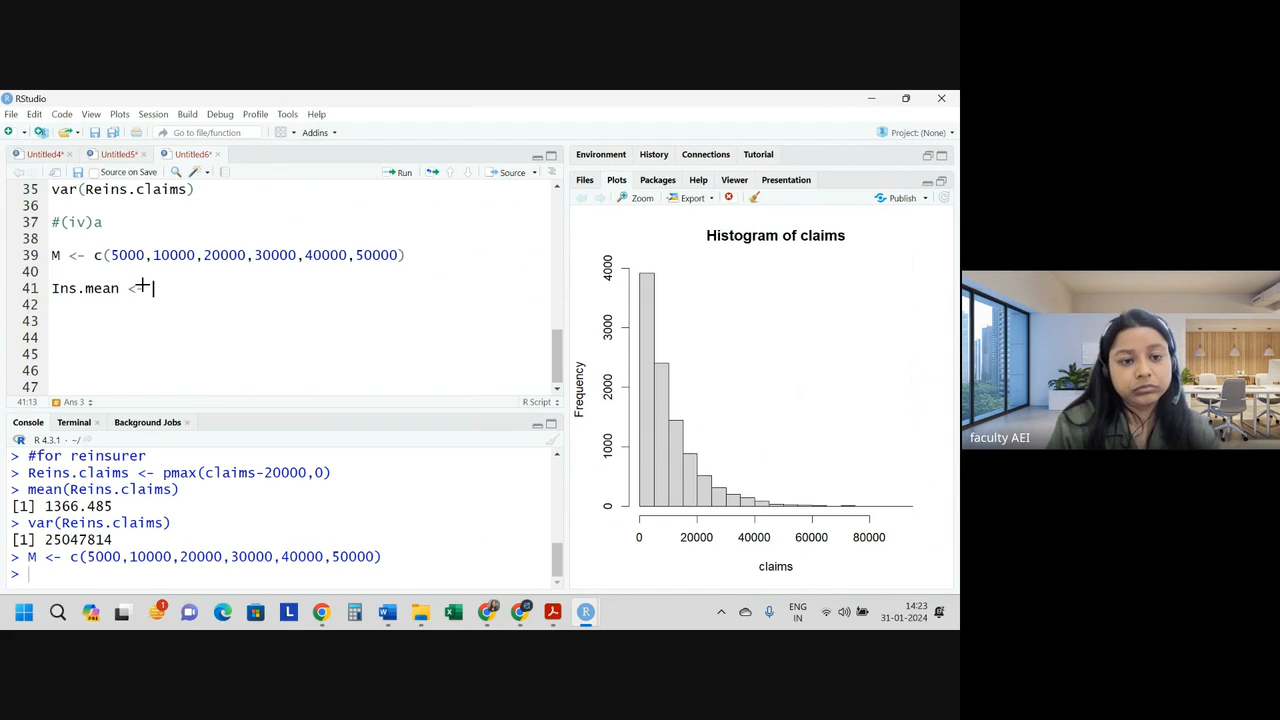 RStudio
File Edit Code View Plots Session Build Debug Profile Tools Help
Go to file/function Addins Project: (None)
Untitled4* Untitled5* Untitled6*
Source on Save Run Source
35 var(Reins.claims)
36
37 #(iv)a
38
39 M <- c(5000,10000,20000,30000,40000,50000)
40
41 Ins.mean <-
42
43
44
45
46
47
41:13 Ans 3 R Script
Console Terminal Background Jobs
R 4.3.1 · ~/
> #for reinsurer
> Reins.claims <- pmax(claims-20000,0)
> mean(Reins.claims)
[1] 1366.485
> var(Reins.claims)
[1] 25047814
> M <- c(5000,10000,20000,30000,40000,50000)
>
Environment History Connections Tutorial
Files Plots Packages Help Viewer Presentation
Zoom Export Publish
Histogram of claims
Frequency
4000
3000
2000
1000
0
0 20000 40000 60000 80000
claims
faculty AEI
ENG
IN
14:23
31-01-2024